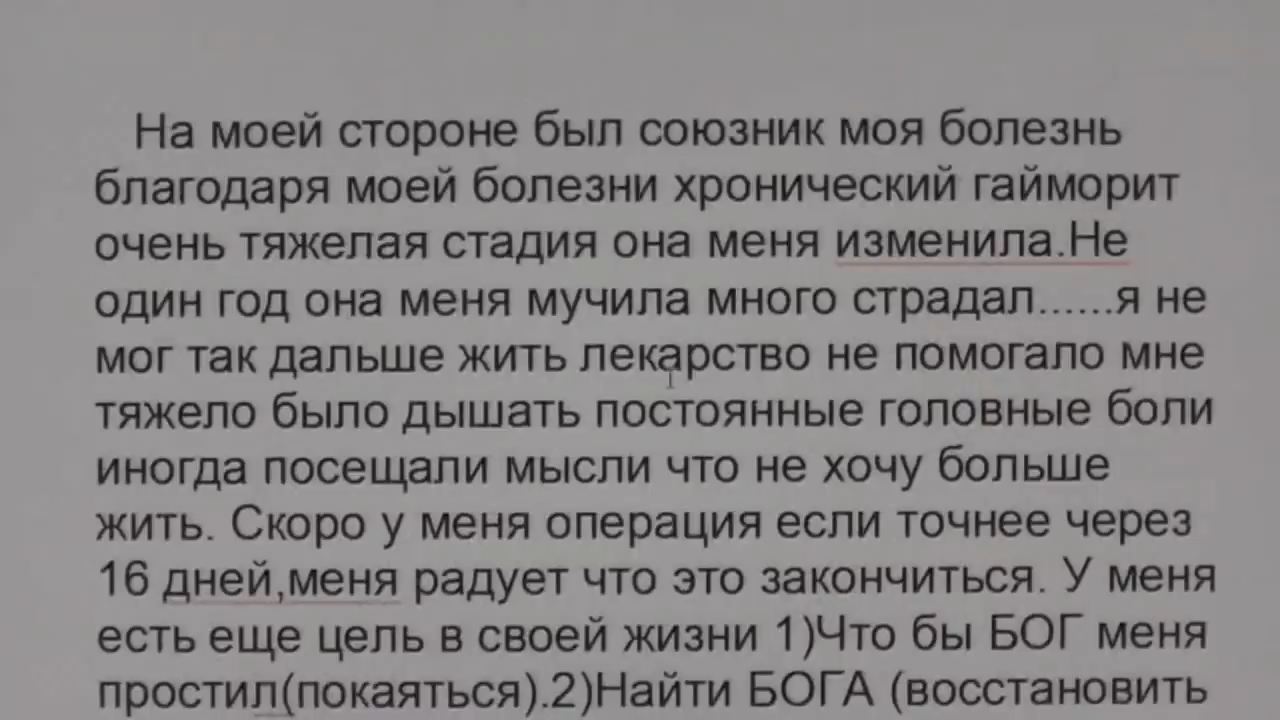 На моей стороне был союзник моя болезнь
благодаря моей болезни хронический гайморит
очень тяжелая стадия она меня изменила.Не
один год она меня мучила много страдал......я не
мог так дальше жить лекарство не помогало мне
тяжело было дышать постоянные головные боли
иногда посещали мысли что не хочу больше
жить. Скоро у меня операция если точнее через
16 дней,меня радует что это закончиться. У меня
есть еще цель в своей жизни 1)Что бы БОГ меня
простил(покаяться).2)Найти БОГА (восстановить